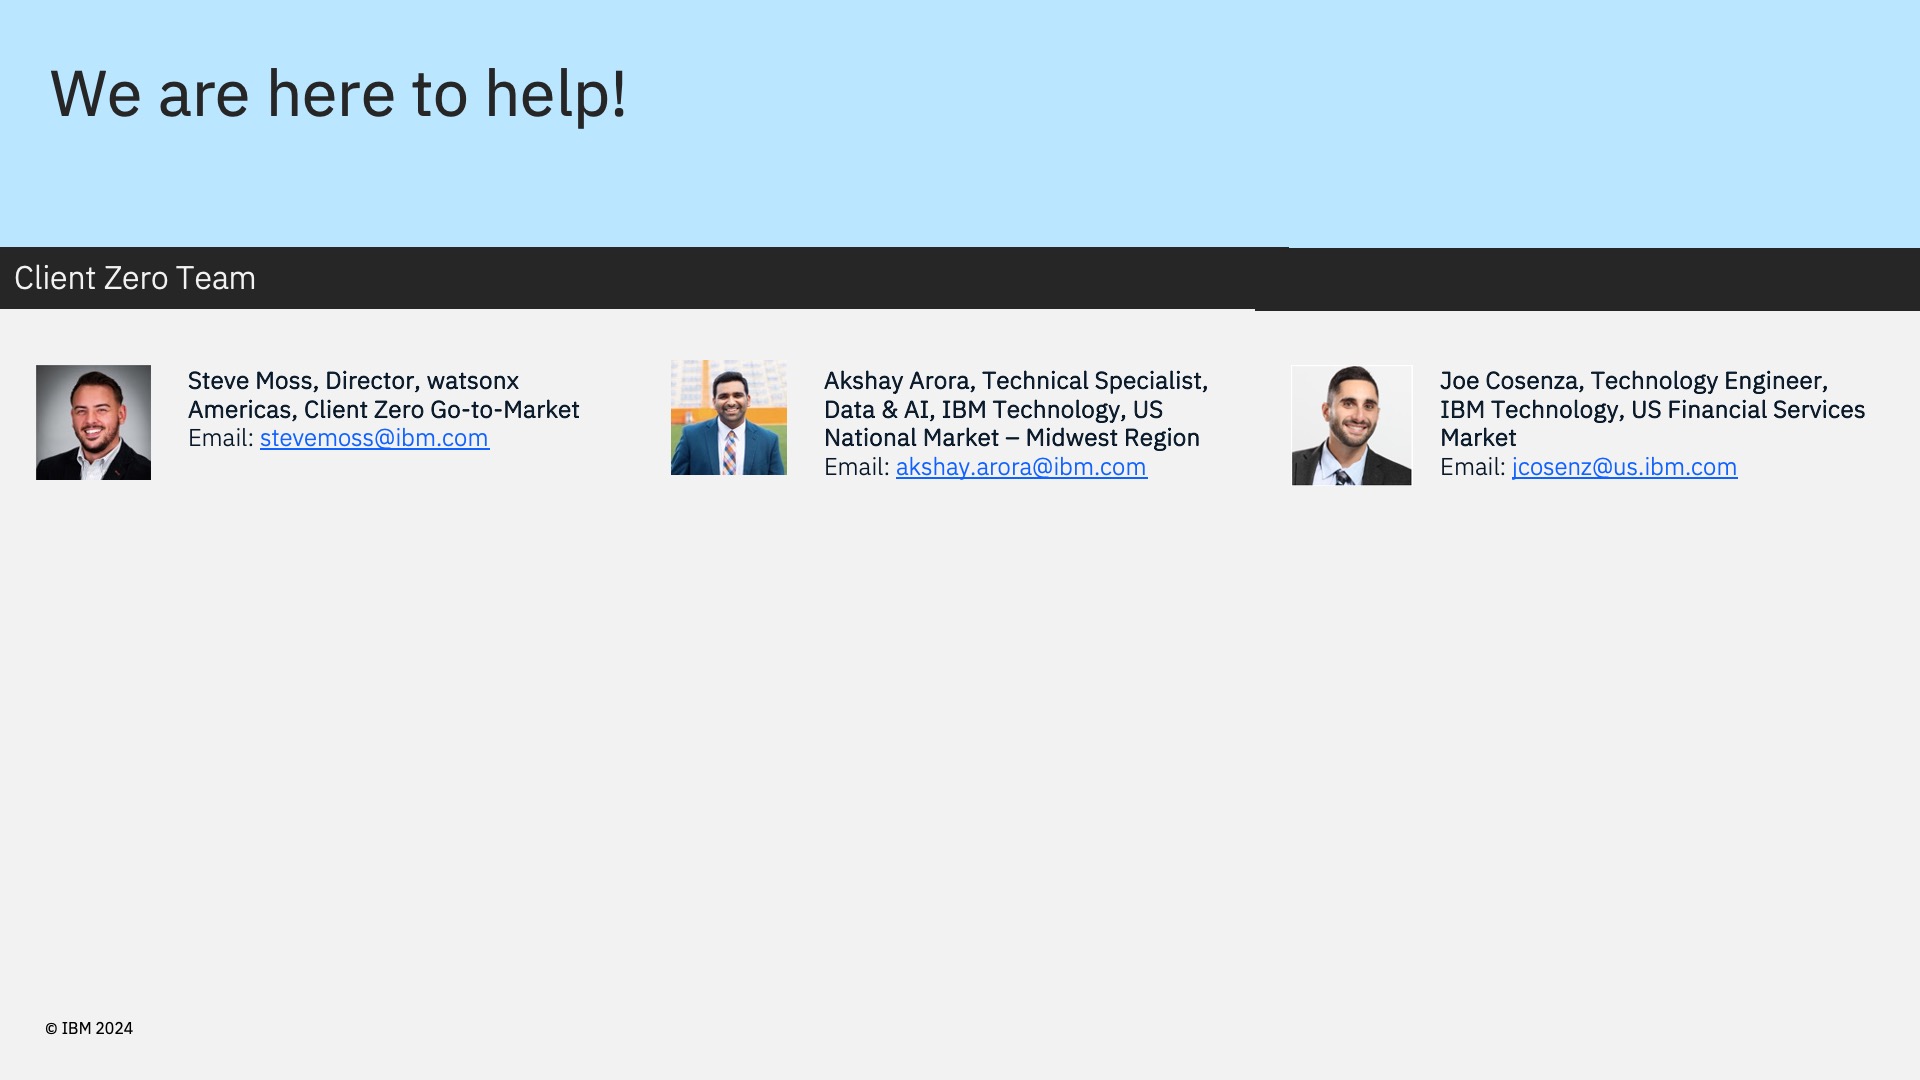 We are here to help!
Client Zero Team
Steve Moss, Director, watsonx
Americas, Client Zero Go-to-Market
Email: stevemoss@ibm.com
Akshay Arora, Technical Specialist,
Data & AI, IBM Technology, US
National Market – Midwest Region
Email: akshay.arora@ibm.com
Joe Cosenza, Technology Engineer,
IBM Technology, US Financial Services
Market
Email: jcosenz@us.ibm.com
© IBM 2024